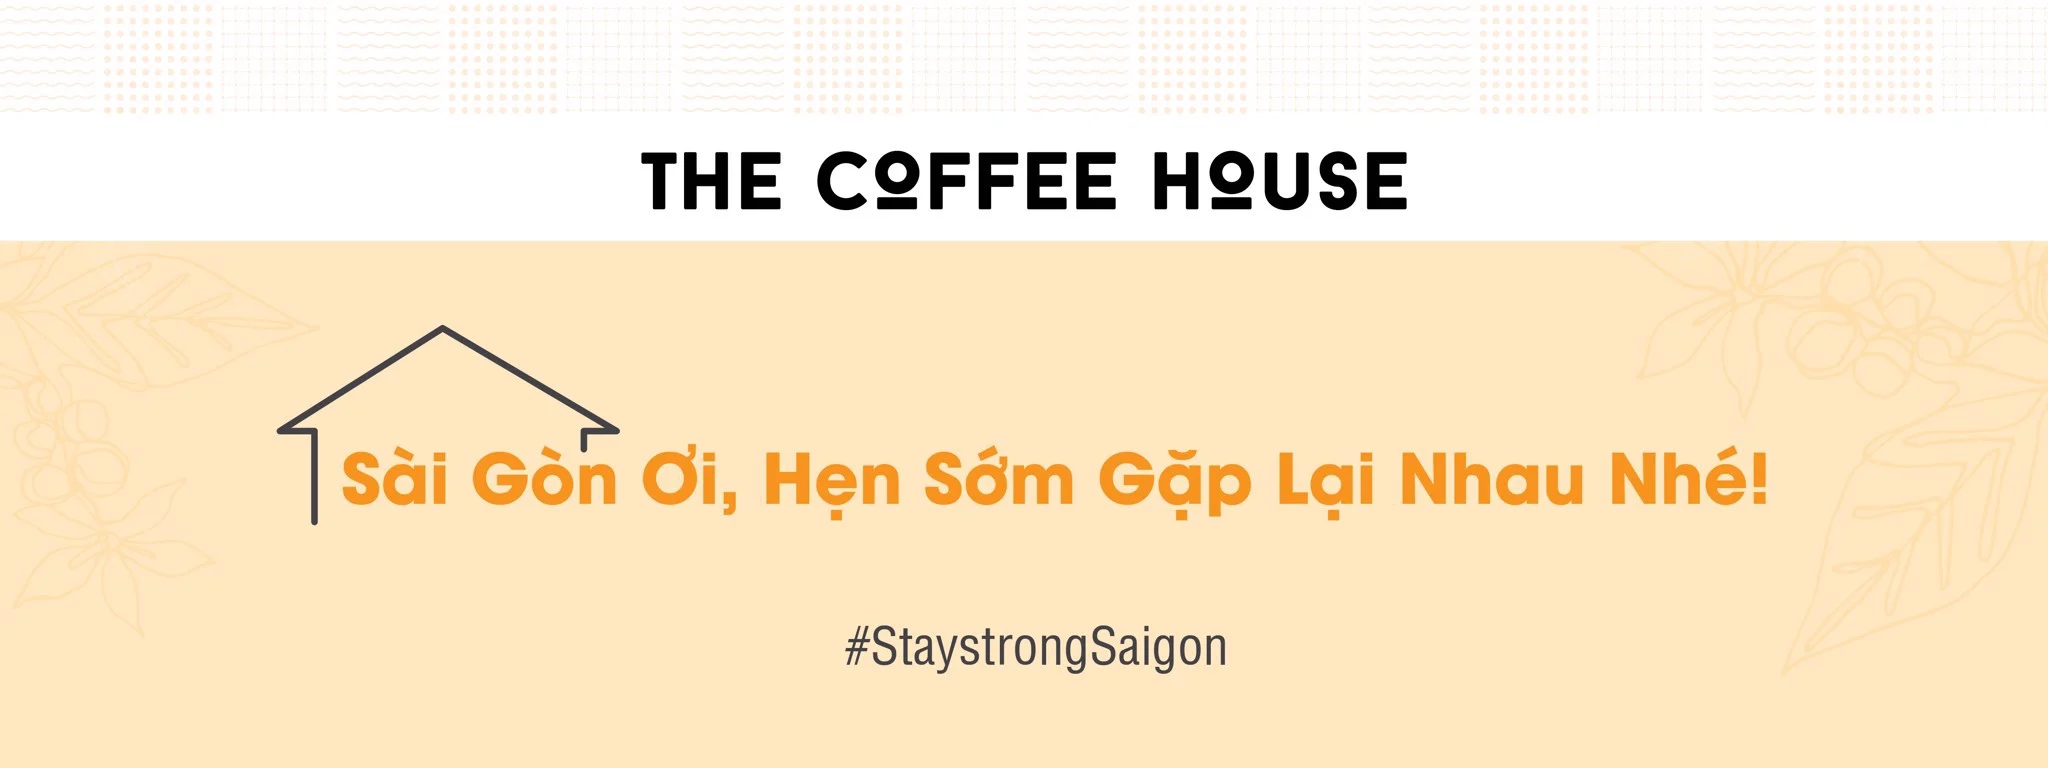 THE COFFEE HOUSE
Sài Gòn Ơi, Hẹn Sớm Gặp Lại Nhau Nhé!
#StaystrongSaigon